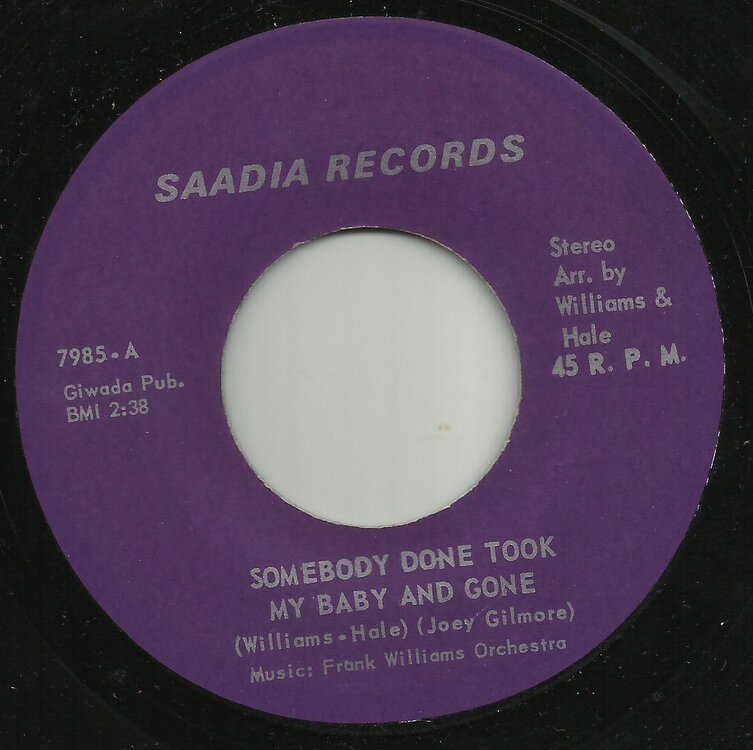 SAADIA RECORDS
Stereo
Arr. by
Williams &
Hale
45 R. P. M.
7985-A
Giwada Pub.
BMI 2:38
SOMEBODY DONE TOOK
MY BABY AND GONE
(Williams-Hale) (Joey Gilmore)
Music: Frank Williams Orchestra